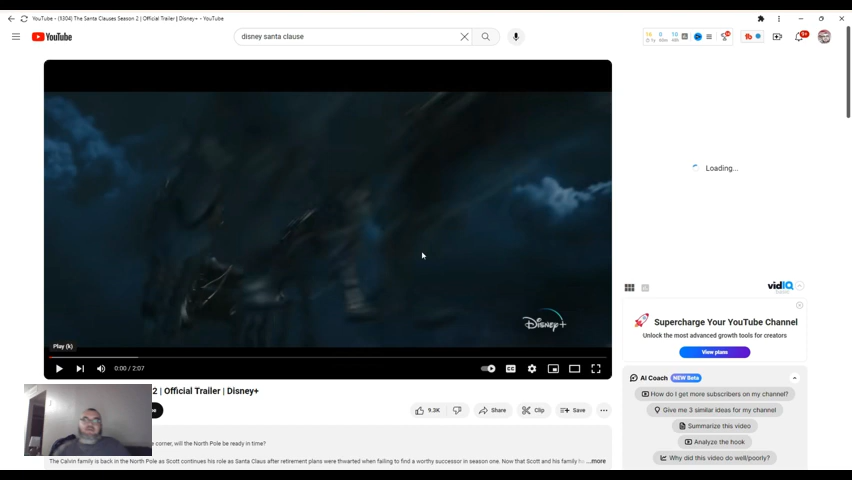 YouTube - (3304) The Santa Clauses Season 2 | Official Trailer | Disney+ - YouTube
YouTube
disney santa clause
9+
Loading...
Disney+
Play (k)
0:00 / 2:07
CC
vidIQ
Supercharge Your YouTube Channel
Unlock the most advanced growth tools for creators
View plans
AI Coach NEW Beta
How do I get more subscribers on my channel?
Give me 3 similar ideas for my channel
Summarize this video
Analyze the hook
Why did this video do well/poorly?
2 | Official Trailer | Disney+
9.3K
Share
Clip
Save
e corner, will the North Pole be ready in time?
The Calvin family is back in the North Pole as Scott continues his role as Santa Claus after retirement plans were thwarted when failing to find a worthy successor in season one. Now that Scott and his family ha ...more